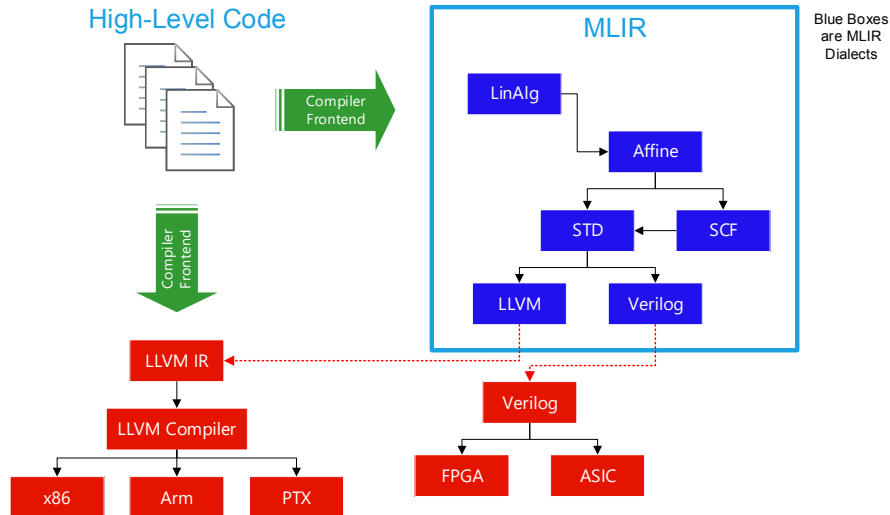 High-Level Code
MLIR
Blue Boxes
are MLIR
Dialects
Compiler
Frontend
LinAlg
Affine
STD
SCF
LLVM
Verilog
Compiler
Frontend
LLVM IR
LLVM Compiler
x86
Arm
PTX
Verilog
FPGA
ASIC